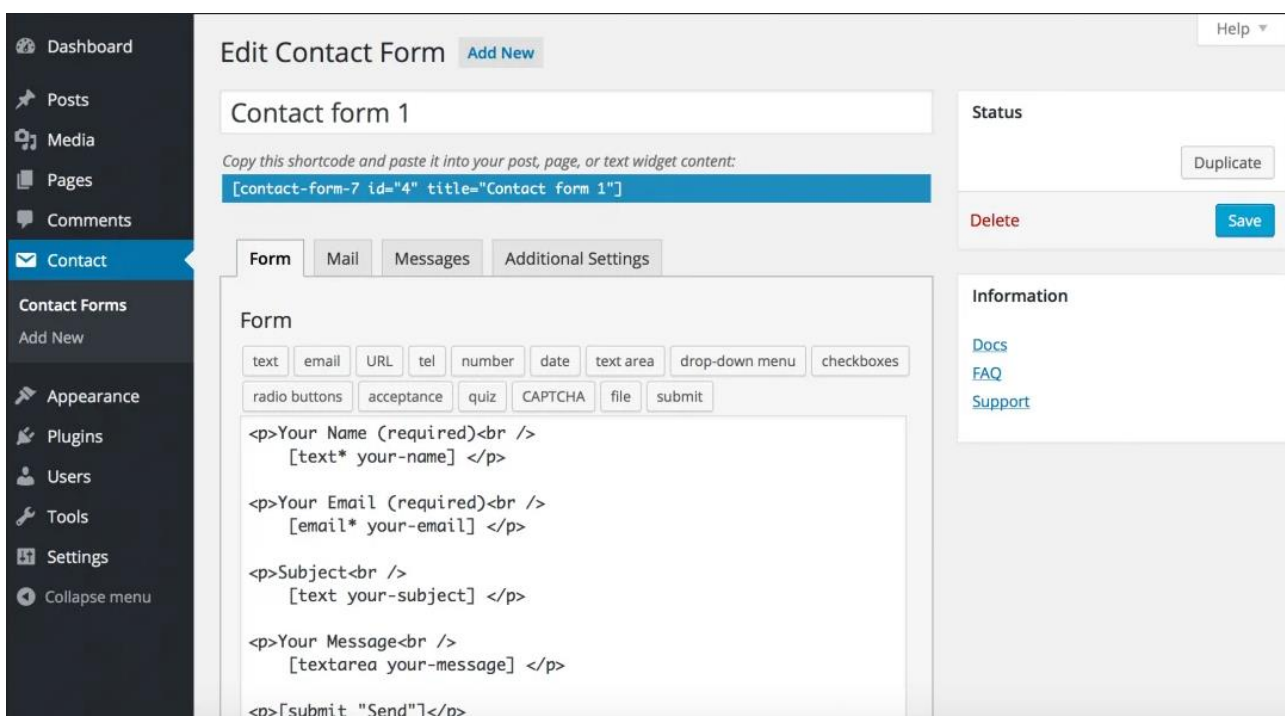 Dashboard
Posts
Media
Pages
Comments
Contact
Contact Forms
Add New
Appearance
Plugins
Users
Tools
Settings
Collapse menu
Help
Edit Contact Form Add New
Contact form 1
Copy this shortcode and paste it into your post, page, or text widget content:
[contact-form-7 id="4" title="Contact form 1"]
Form Mail Messages Additional Settings
Form
text email URL tel number date text area drop-down menu checkboxes
radio buttons acceptance quiz CAPTCHA file submit
<p>Your Name (required)<br />
[text* your-name] </p>
<p>Your Email (required)<br />
[email* your-email] </p>
<p>Subject<br />
[text your-subject] </p>
<p>Your Message<br />
[textarea your-message] </p>
<p>[submit "Send"]</p>
Status
Duplicate
Delete Save
Information
Docs
FAQ
Support